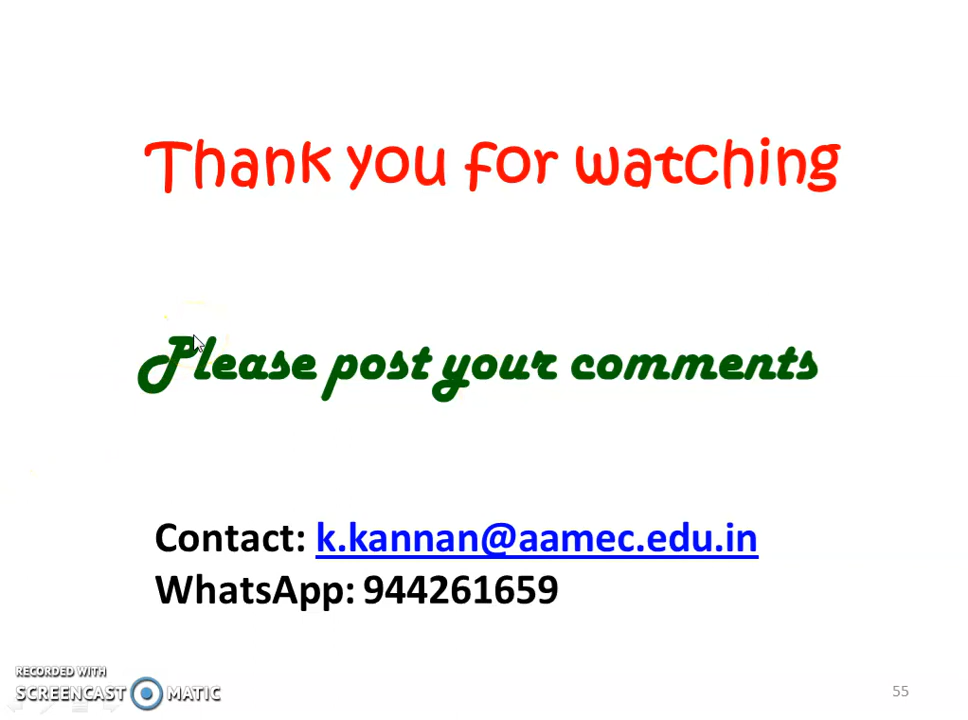 Thank you for watching
Please post your comments
Contact: k.kannan@aamec.edu.in
WhatsApp: 944261659
RECORDED WITH
SCREENCAST MATIC
55